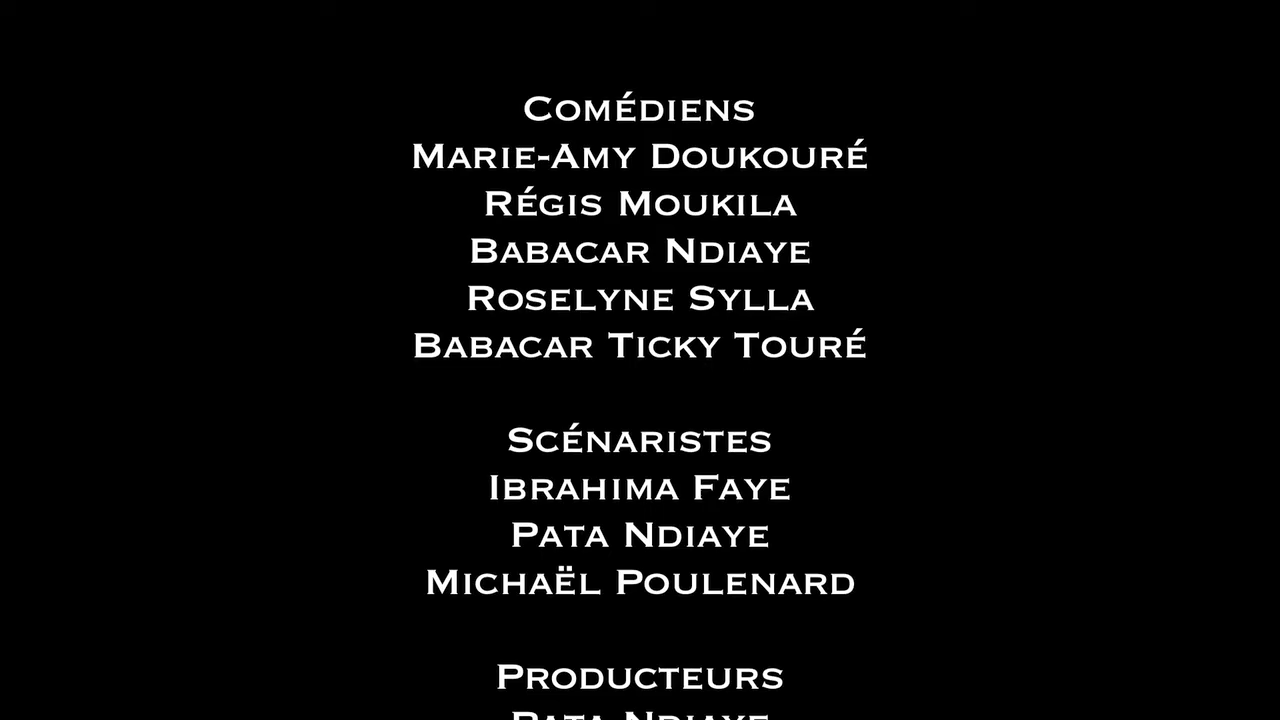 Comédiens
Marie-Amy Doukouré
Régis Moukila
Babacar Ndiaye
Roselyne Sylla
Babacar Ticky Touré
Scénaristes
Ibrahima Faye
Pata Ndiaye
Michaël Poulenard
Producteurs
Pata Ndiaye